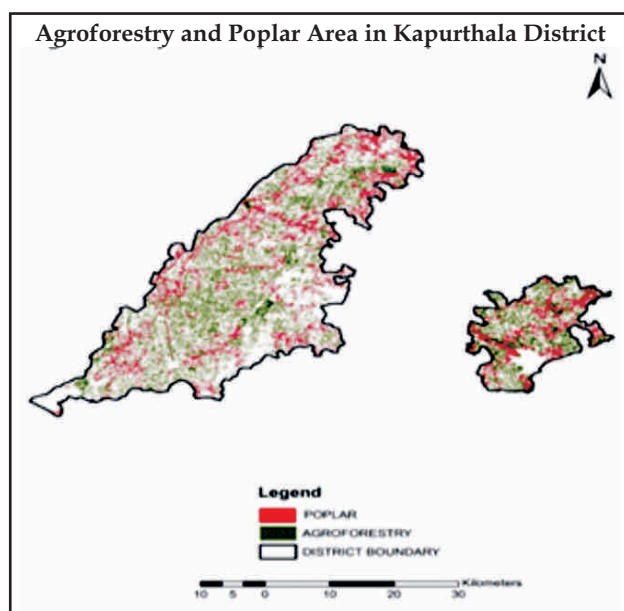 Agroforestry and Poplar Area in Kapurthala District
N
Legend
POPLAR
AGROFORESTRY
DISTRICT BOUNDARY
10 5 0 10 20 30 Kilometers